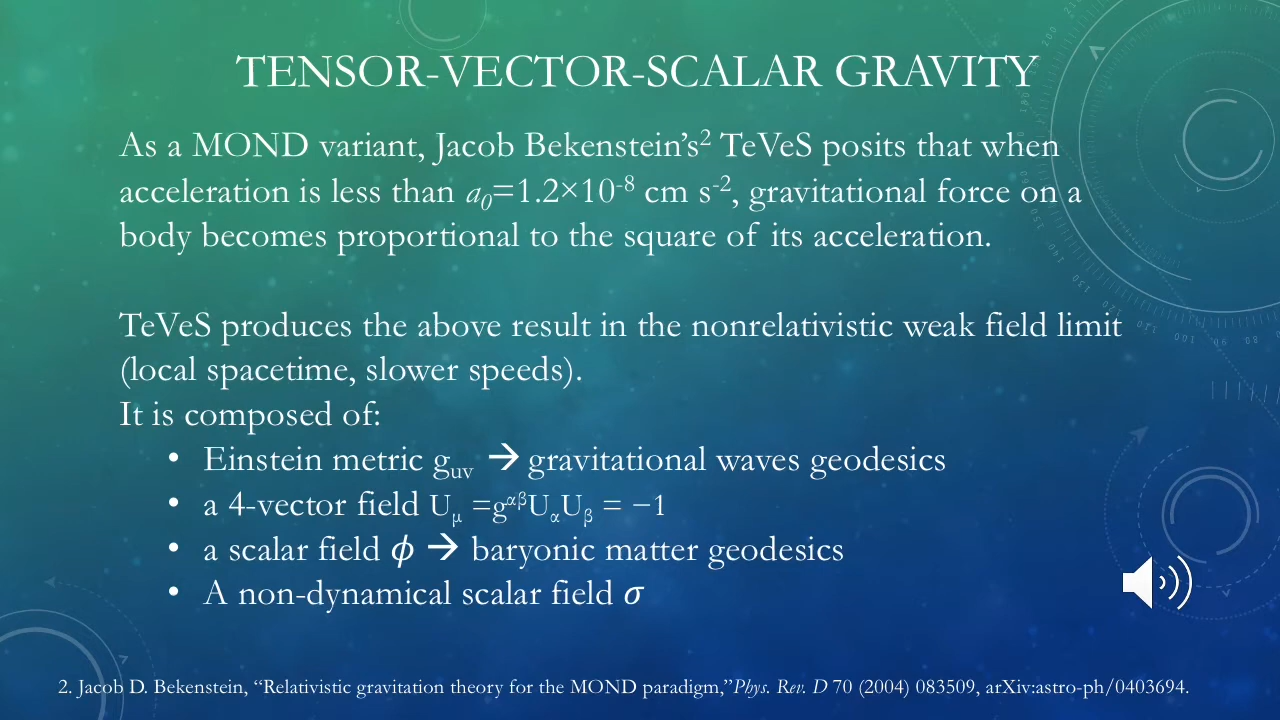 TENSOR-VECTOR-SCALAR GRAVITY
As a MOND variant, Jacob Bekenstein’s² TeVeS posits that when
acceleration is less than a₀=1.2×10⁻⁸ cm s⁻², gravitational force on a
body becomes proportional to the square of its acceleration.
TeVeS produces the above result in the nonrelativistic weak field limit
(local spacetime, slower speeds).
It is composed of:
• Einstein metric gᵤᵥ → gravitational waves geodesics
• a 4-vector field Uμ =gᵅᵝUαUβ = −1
• a scalar field ϕ → baryonic matter geodesics
• A non-dynamical scalar field σ
2. Jacob D. Bekenstein, “Relativistic gravitation theory for the MOND paradigm,”Phys. Rev. D 70 (2004) 083509, arXiv:astro-ph/0403694.